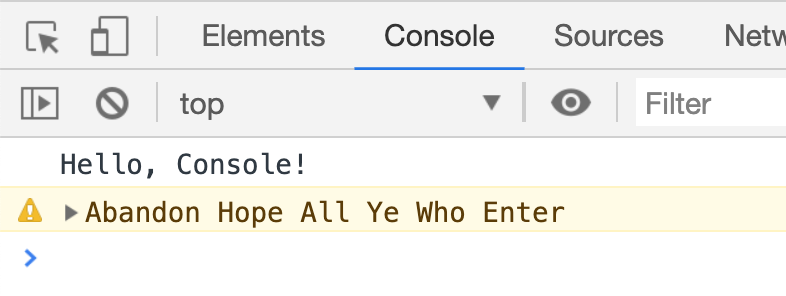 Elements Console Sources Netw
top Filter
Hello, Console!
Abandon Hope All Ye Who Enter